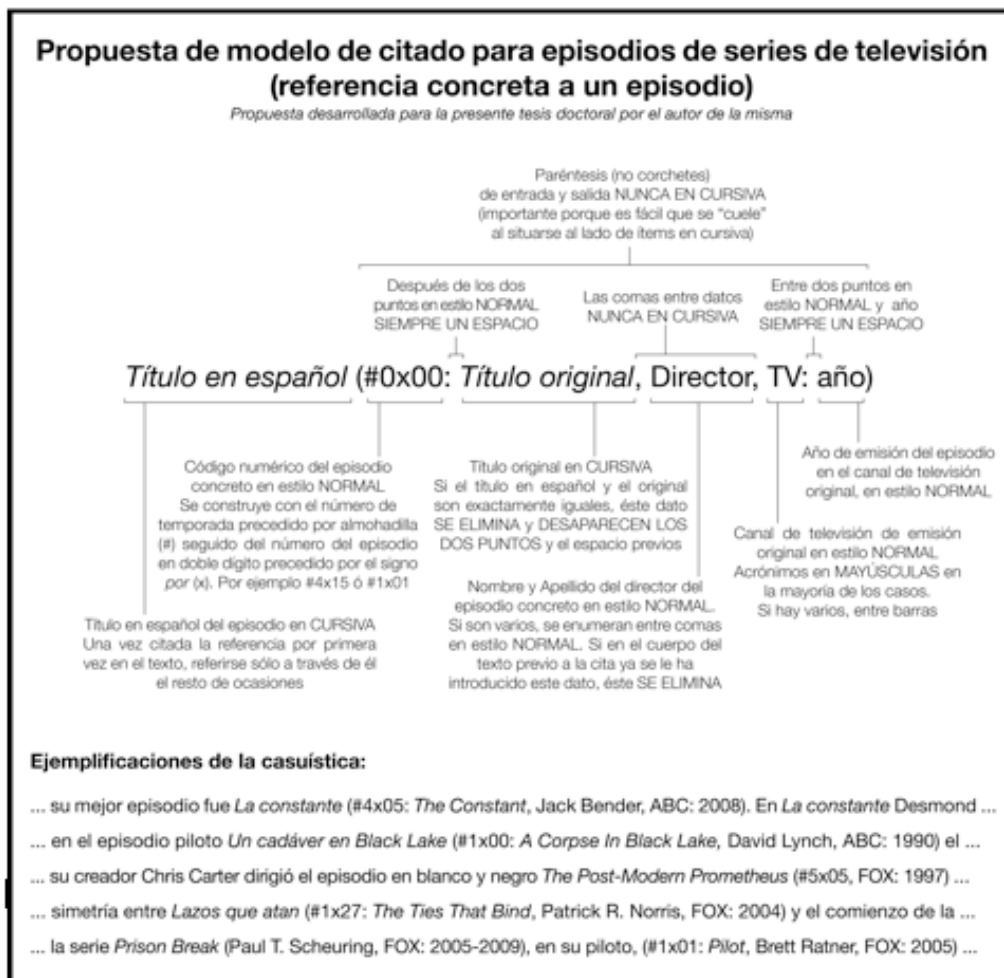 Propuesta de modelo de citado para episodios de series de televisión
(referencia concreta a un episodio)
Propuesta desarrollada para la presente tesis doctoral por el autor de la misma
Paréntesis (no corchetes)
de entrada y salida NUNCA EN CURSIVA
(importante porque es fácil que se “cuele”
al situarse al lado de ítems en cursiva)
Después de los dos
puntos en estilo NORMAL
SIEMPRE UN ESPACIO
Las comas entre datos
NUNCA EN CURSIVA
Entre dos puntos en
estilo NORMAL y año
SIEMPRE UN ESPACIO
Título en español (#0x00: Título original, Director, TV: año)
Código numérico del episodio
concreto en estilo NORMAL
Se construye con el número de
temporada precedido por almohadilla
(#) seguido del número del episodio
en doble dígito precedido por el signo
por (x). Por ejemplo #4x15 ó #1x01
Título en español del episodio en CURSIVA
Una vez citada la referencia por primera
vez en el texto, referirse sólo a través de él
el resto de ocasiones
Título original en CURSIVA
Si el título en español y el original
son exactamente iguales, éste dato
SE ELIMINA y DESAPARECEN LOS
DOS PUNTOS y el espacio previos
Nombre y Apellido del director del
episodio concreto en estilo NORMAL.
Si son varios, se enumeran entre comas
en estilo NORMAL. Si en el cuerpo del
texto previo a la cita ya se le ha
introducido este dato, éste SE ELIMINA
Año de emisión del episodio
en el canal de televisión
original, en estilo NORMAL
Canal de televisión de emisión
original en estilo NORMAL
Acrónimos en MAYÚSCULAS en
la mayoría de los casos.
Si hay varios, entre barras
Ejemplificaciones de la casuística:
... su mejor episodio fue La constante (#4x05: The Constant, Jack Bender, ABC: 2008). En La constante Desmond ...
... en el episodio piloto Un cadáver en Black Lake (#1x00: A Corpse In Black Lake, David Lynch, ABC: 1990) el ...
... su creador Chris Carter dirigió el episodio en blanco y negro The Post-Modern Prometheus (#5x05, FOX: 1997) ...
... simetría entre Lazos que atan (#1x27: The Ties That Bind, Patrick R. Norris, FOX: 2004) y el comienzo de la ...
... la serie Prison Break (Paul T. Scheuring, FOX: 2005-2009), en su piloto, (#1x01: Pilot, Brett Ratner, FOX: 2005) ...